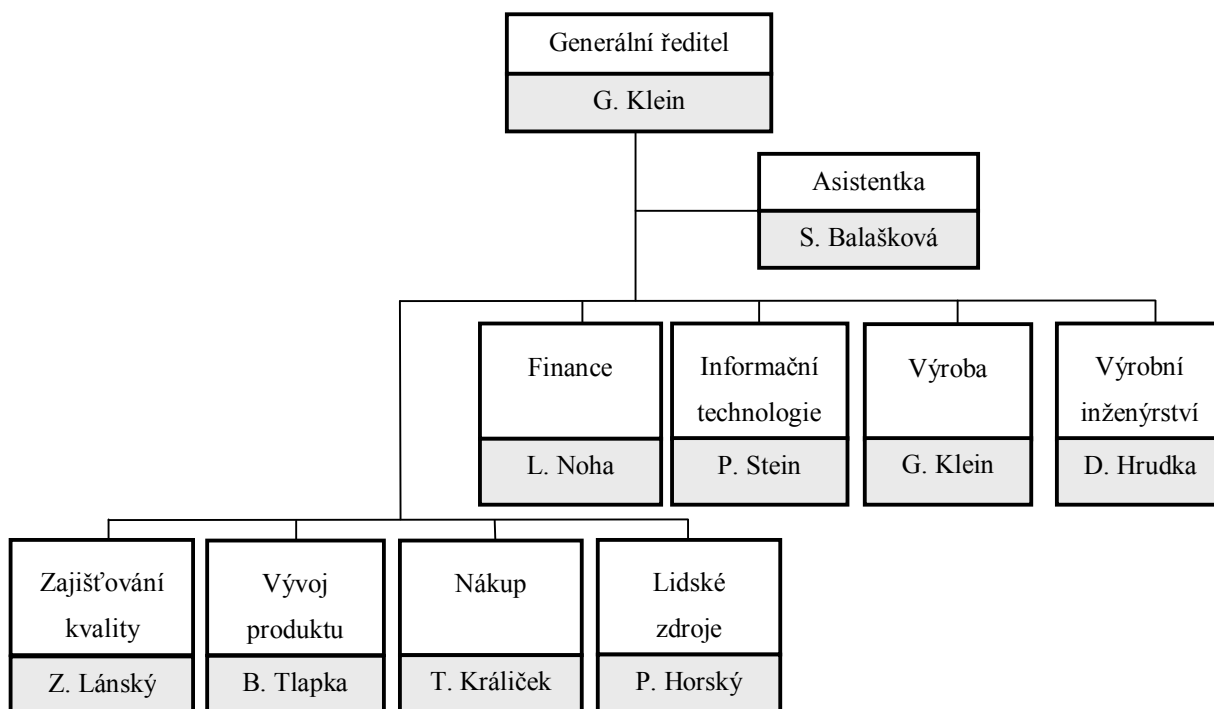 Generální ředitel
G. Klein
Asistentka
S. Balašková
Finance
L. Noha
Informační
technologie
P. Stein
Výroba
G. Klein
Výrobní
inženýrství
D. Hrudka
Zajišťování
kvality
Z. Lánský
Vývoj
produktu
B. Tlapka
Nákup
T. Králiček
Lidské
zdroje
P. Horský